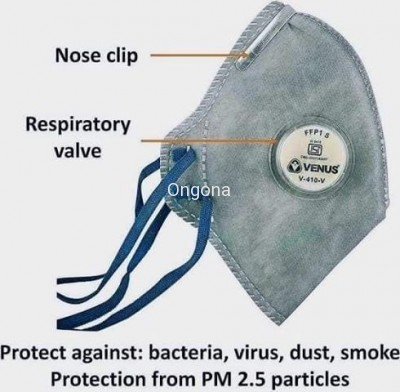 Nose clip
Respiratory
valve
FFP1 S
VENUS
V-410-V
Ongona
Protect against: bacteria, virus, dust, smoke
Protection from PM 2.5 particles